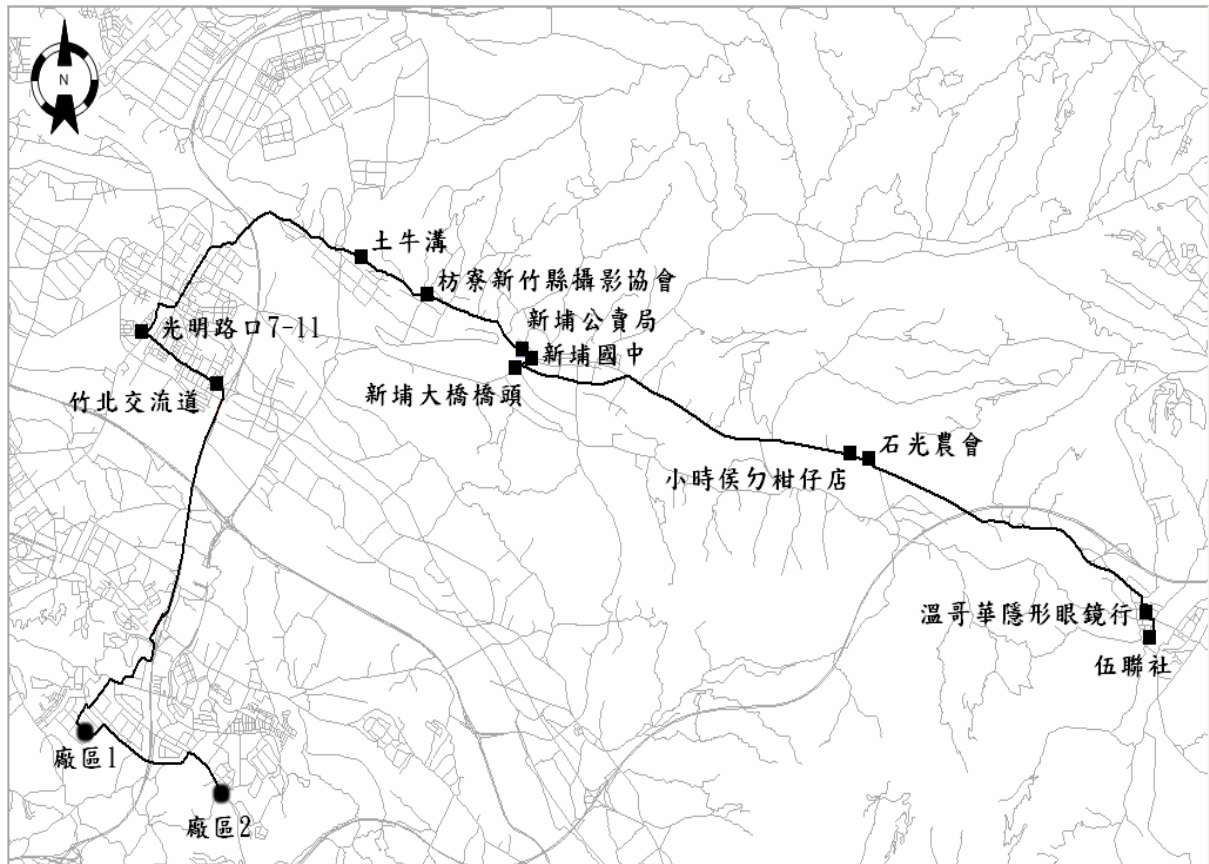 N
土牛溝
枋寮新竹縣攝影協會
新埔公賣局
光明路口7-11
新埔國中
新埔大橋橋頭
竹北交流道
石光農會
小時侯ㄉ柑仔店
溫哥華隱形眼鏡行
伍聯社
廠區1
廠區2